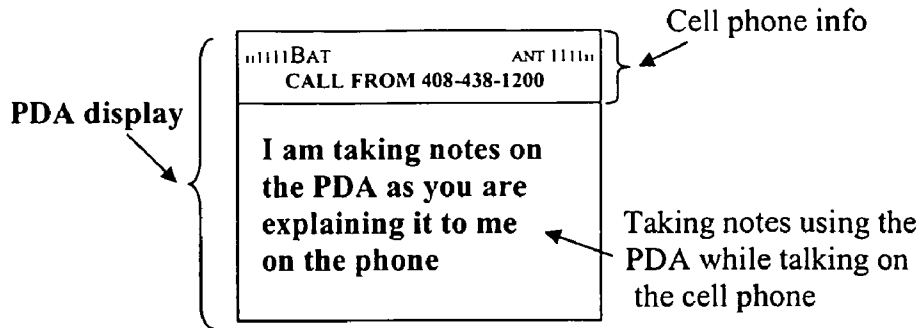 Cell phone info
BAT ANT
CALL FROM 408-438-1200
PDA display
I am taking notes on
the PDA as you are
explaining it to me
on the phone
Taking notes using the
PDA while talking on
the cell phone